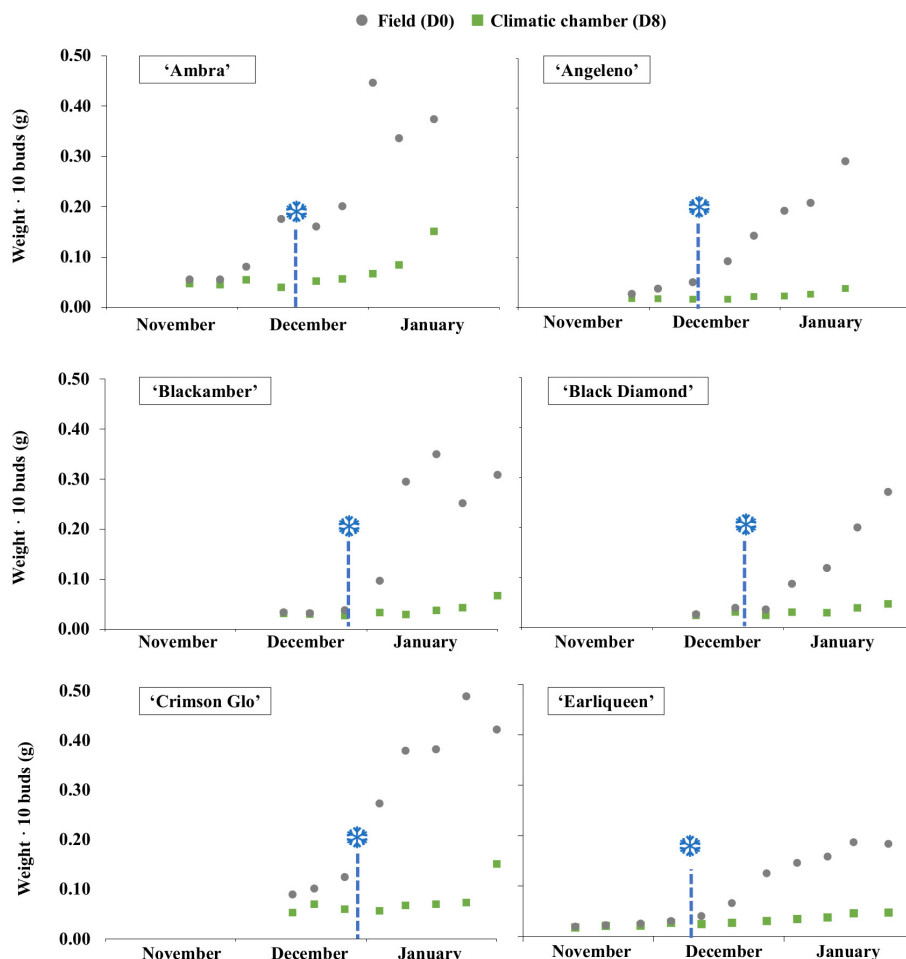 Field (D0) Climatic chamber (D8)
‘Ambra’ ‘Angeleno’
Weight · 10 buds (g)
0.50
0.40
0.30
0.20
0.10
0.00
November December January November December January
‘Blackamber’ ‘Black Diamond’
Weight · 10 buds (g)
0.50
0.40
0.30
0.20
0.10
0.00
November December January November December January
‘Crimson Glo’ ‘Earliqueen’
Weight · 10 buds (g)
0.50
0.40
0.30
0.20
0.10
0.00
November December January November December January